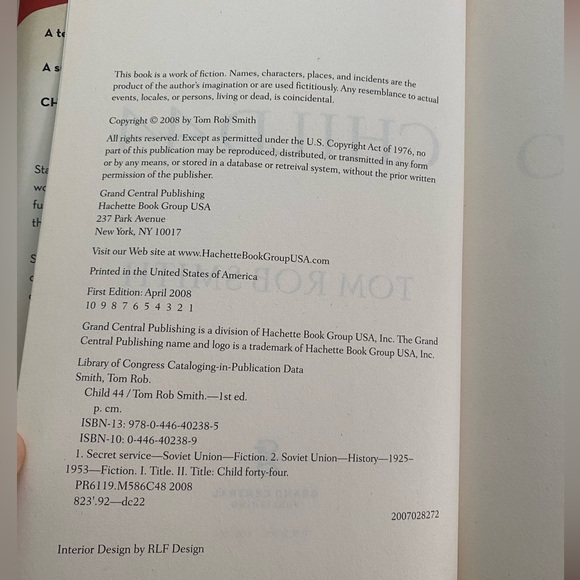 A te
A s
CH
Sta
wo
fu
th
S
This book is a work of fiction. Names, characters, places, and incidents are the
product of the author's imagination or are used fictitiously. Any resemblance to actual
events, locales, or persons, living or dead, is coincidental.
Copyright © 2008 by Tom Rob Smith
All rights reserved. Except as permitted under the U.S. Copyright Act of 1976, no
part of this publication may be reproduced, distributed, or transmitted in any form
or by any means, or stored in a database or retreival system, without the prior written
permission of the publisher.
Grand Central Publishing
Hachette Book Group USA
237 Park Avenue
New York, NY 10017
Visit our Web site at www.HachetteBookGroupUSA.com
Printed in the United States of America
First Edition: April 2008
10 9 8 7 6 5 4 3 2 1
Grand Central Publishing is a division of Hachette Book Group USA, Inc. The Grand
Central Publishing name and logo is a trademark of Hachette Book Group USA, Inc.
Library of Congress Cataloging-in-Publication Data
Smith, Tom Rob.
Child 44 / Tom Rob Smith.—1st ed.
p. cm.
ISBN-13: 978-0-446-40238-5
ISBN-10: 0-446-40238-9
1. Secret service—Soviet Union—Fiction. 2. Soviet Union—History—1925–
1953—Fiction. I. Title. II. Title: Child forty-four.
PR6119.M586C48 2008
823'.92—dc22
2007028272
Interior Design by RLF Design